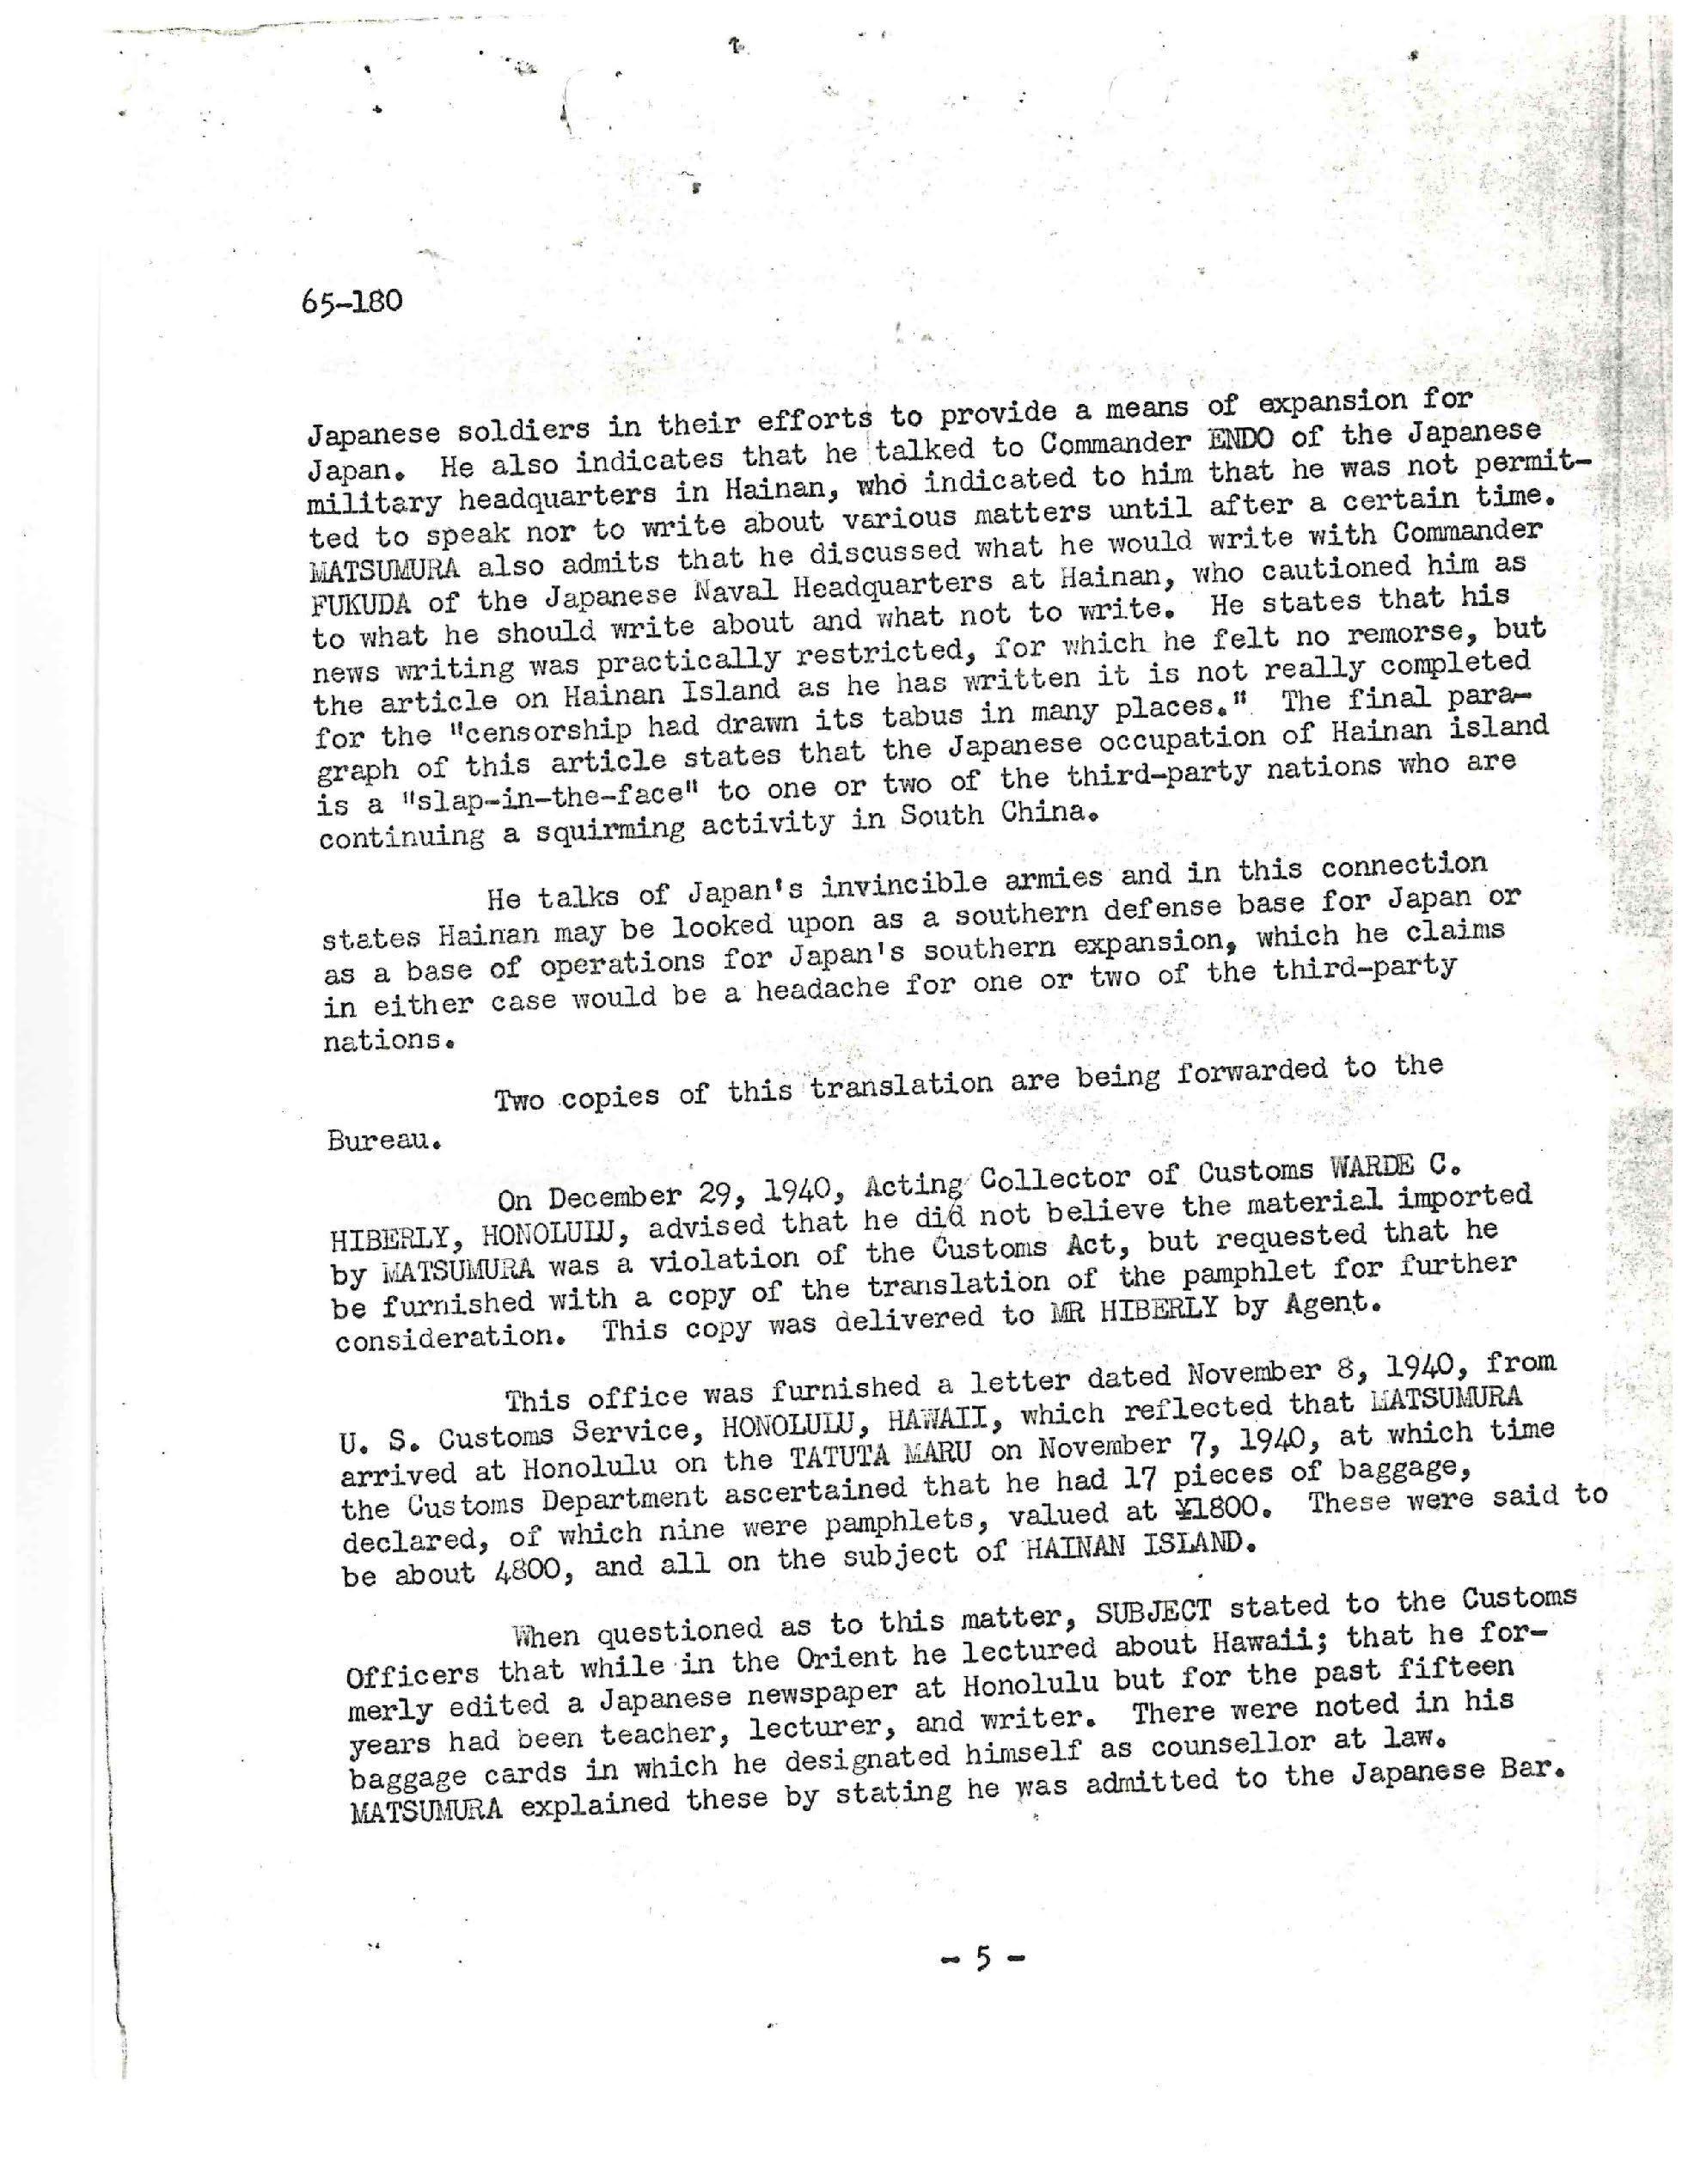 65-180
Japanese soldiers in their efforts to provide a means of expansion for
Japan. He also indicates that he talked to Commander ENDO of the Japanese
military headquarters in Hainan, who indicated to him that he was not permit-
ted to speak nor to write about various matters until after a certain time.
MATSUMURA also admits that he discussed what he would write with Commander
FUKUDA of the Japanese Naval Headquarters at Hainan, who cautioned him as
to what he should write about and what not to write. He states that his
news writing was practically restricted, for which he felt no remorse, but
the article on Hainan Island as he has written it is not really completed
for the "censorship had drawn its tabus in many places." The final para-
graph of this article states that the Japanese occupation of Hainan island
is a "slap-in-the-face" to one or two of the third-party nations who are
continuing a squirming activity in South China.
He talks of Japan's invincible armies and in this connection
states Hainan may be looked upon as a southern defense base for Japan or
as a base of operations for Japan's southern expansion, which he claims
in either case would be a headache for one or two of the third-party
nations.
Two copies of this translation are being forwarded to the
Bureau.
On December 29, 1940, Acting Collector of Customs WARDE C.
HIBERLY, HONOLULU, advised that he did not believe the material imported
by MATSUMURA was a violation of the Customs Act, but requested that he
be furnished with a copy of the translation of the pamphlet for further
consideration. This copy was delivered to MR HIBERLY by Agent.
This office was furnished a letter dated November 8, 1940, from
U. S. Customs Service, HONOLULU, HAWAII, which reflected that MATSUMURA
arrived at Honolulu on the TATUTA MARU on November 7, 1940, at which time
the Customs Department ascertained that he had 17 pieces of baggage,
declared, of which nine were pamphlets, valued at ¥1800. These were said to
be about 4800, and all on the subject of HAINAN ISLAND.
When questioned as to this matter, SUBJECT stated to the Customs
Officers that while in the Orient he lectured about Hawaii; that he for-
merly edited a Japanese newspaper at Honolulu but for the past fifteen
years had been teacher, lecturer, and writer. There were noted in his
baggage cards in which he designated himself as counsellor at law.
MATSUMURA explained these by stating he was admitted to the Japanese Bar.
- 5 -